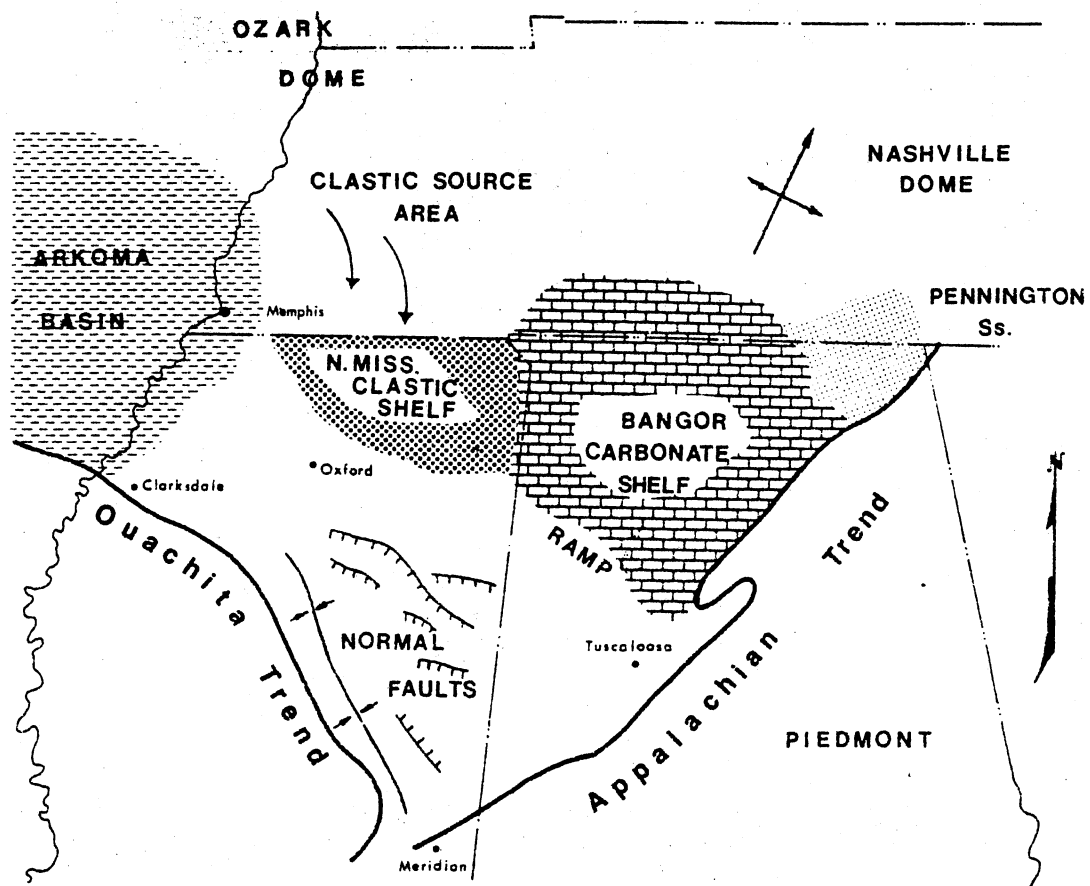 OZARK
DOME
NASHVILLE
DOME
CLASTIC SOURCE
AREA
ARKOMA
BASIN
Memphis
PENNINGTON
Ss.
N. MISS.
CLASTIC
SHELF
BANGOR
CARBONATE
SHELF
RAMP
Oxford
Clarksdale
N
Ouachita Trend
NORMAL
FAULTS
Tuscaloosa
Appalachian Trend
PIEDMONT
Meridian